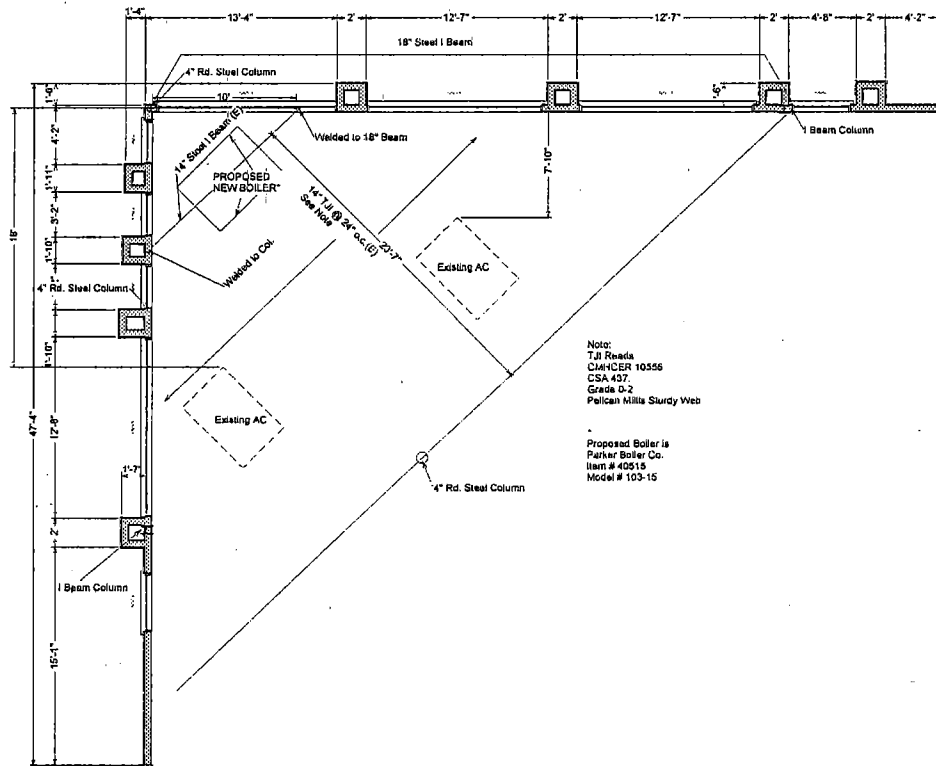 1'-4"
13'-4"
2'
12'-7"
2'
12'-7"
2'
4'-8"
2'
4'-2"
18" Steel I Beam
4" Rd. Steel Column
10'
1'-0"
4'-2"
1'-11"
3'-2"
1'-10"
1'-10"
12'-8"
2'
15'-1"
47'-4"
1'-7"
14" Steel I Beam (E)
Welded to 18" Beam
PROPOSED
NEW BOILER*
14" TJI @ 24" o.c.(E)
See Note
23'-7"
7'-10"
I Beam Column
Welded to Col.
Existing AC
4" Rd. Steel Column
Existing AC
Note:
TJI Reads
Grade 0-2
Pelican Mills Sturdy Web
*
Proposed Boiler is
Parker Boiler Co.
Item # 40515
Model # 103-15
4" Rd. Steel Column
I Beam Column